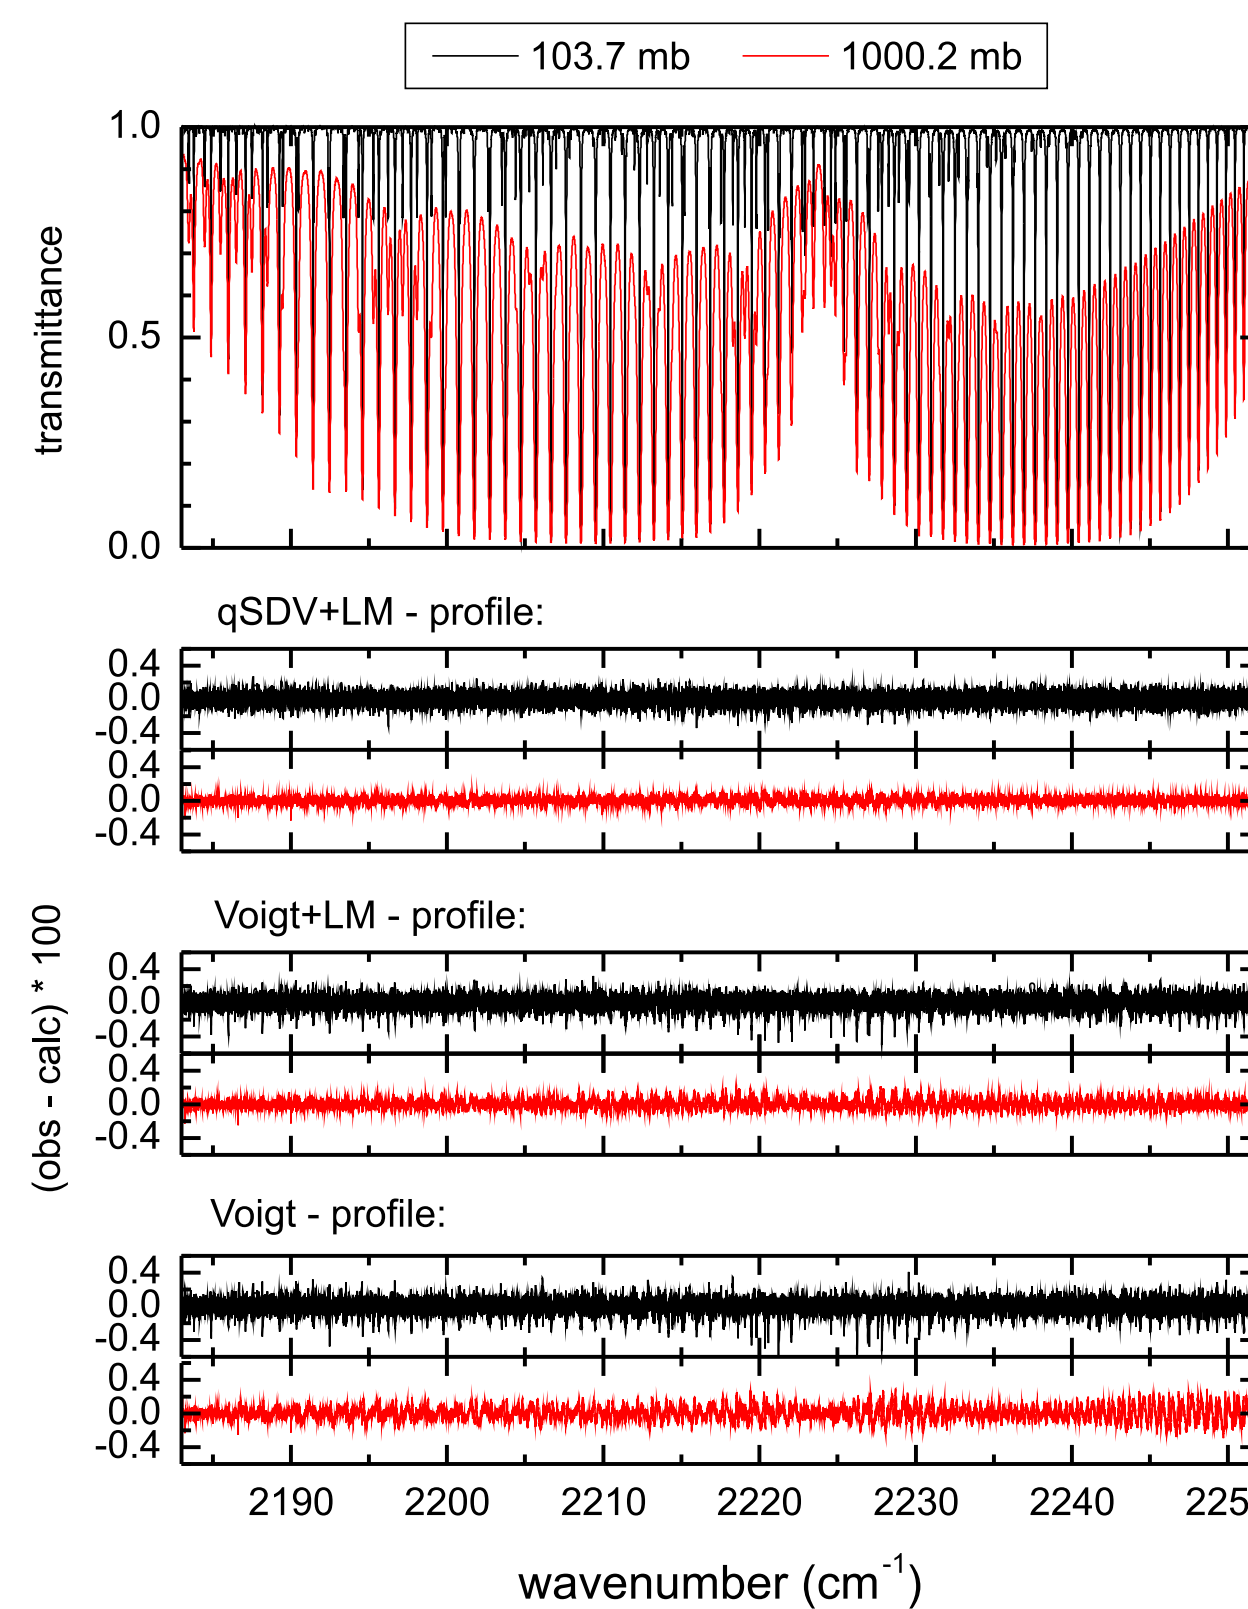 103.7 mb 1000.2 mb
transmittance
1.0
0.5
0.0
qSDV+LM - profile:
0.4
0.0
-0.4
0.4
0.0
-0.4
(obs - calc) * 100
Voigt+LM - profile:
0.4
0.0
-0.4
0.4
0.0
-0.4
Voigt - profile:
0.4
0.0
-0.4
0.4
0.0
-0.4
2190 2200 2210 2220 2230 2240 225
wavenumber (cm⁻¹)